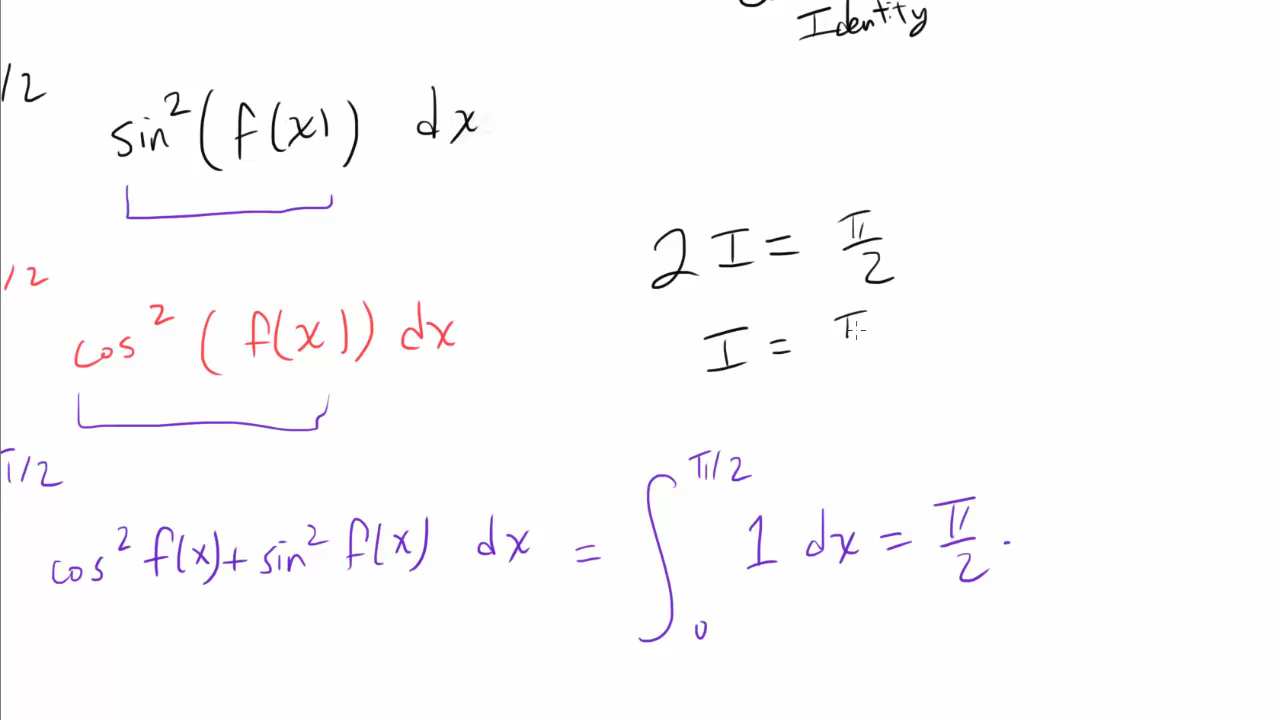 Identity
/2
sin²(f(x)) dx
2I = π/2
/2
cos²(f(x)) dx
I = π
π/2
cos² f(x) + sin² f(x) dx = ∫₀^π/2 1 dx = π/2.